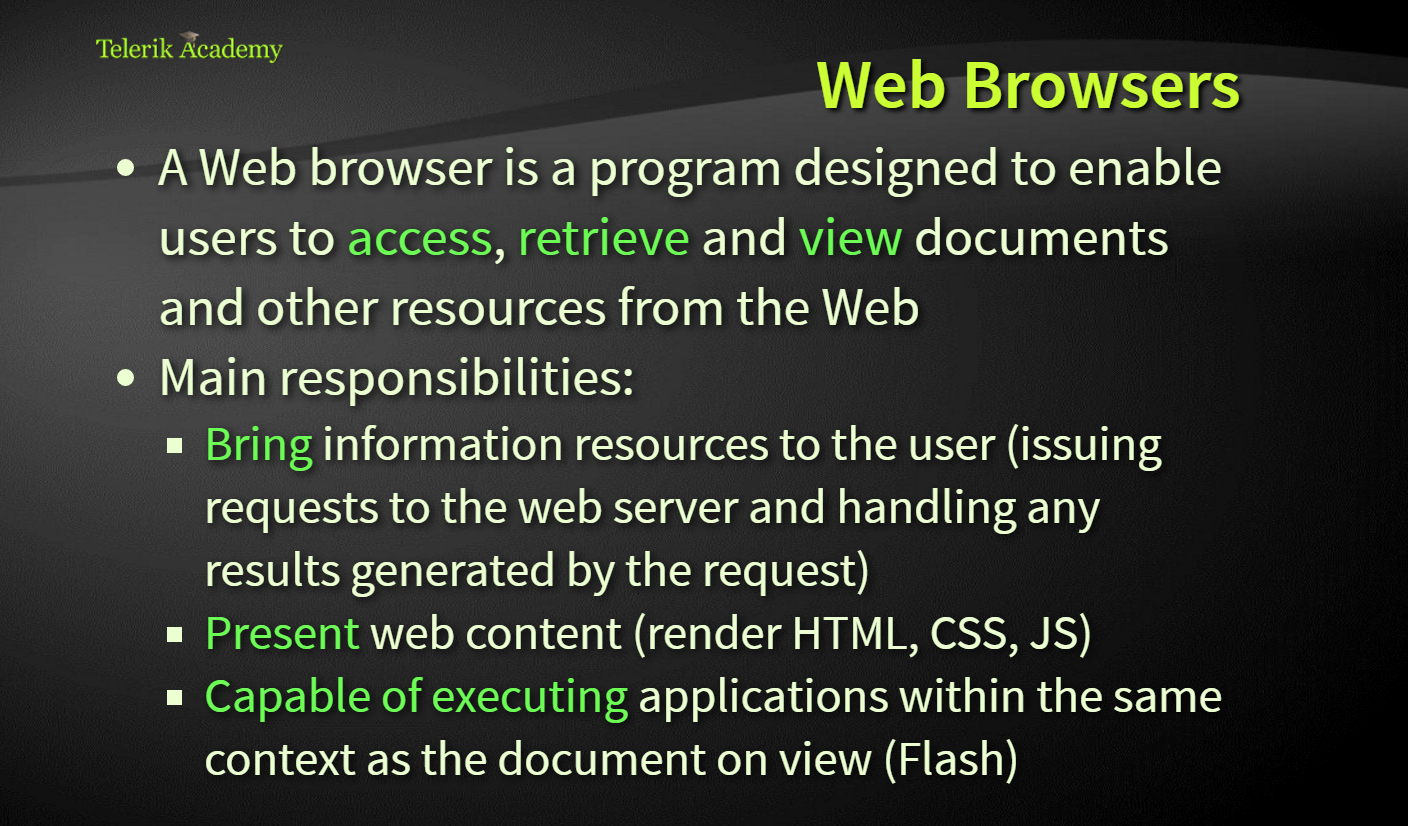 Telerik Academy
Web Browsers
• A Web browser is a program designed to enable
users to access, retrieve and view documents
and other resources from the Web
• Main responsibilities:
▪ Bring information resources to the user (issuing
requests to the web server and handling any
results generated by the request)
▪ Present web content (render HTML, CSS, JS)
▪ Capable of executing applications within the same
context as the document on view (Flash)